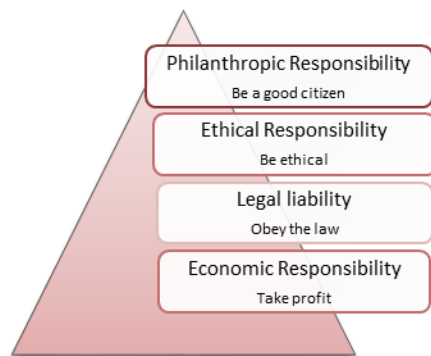 Philanthropic Responsibility
Be a good citizen
Ethical Responsibility
Be ethical
Legal liability
Obey the law
Economic Responsibility
Take profit